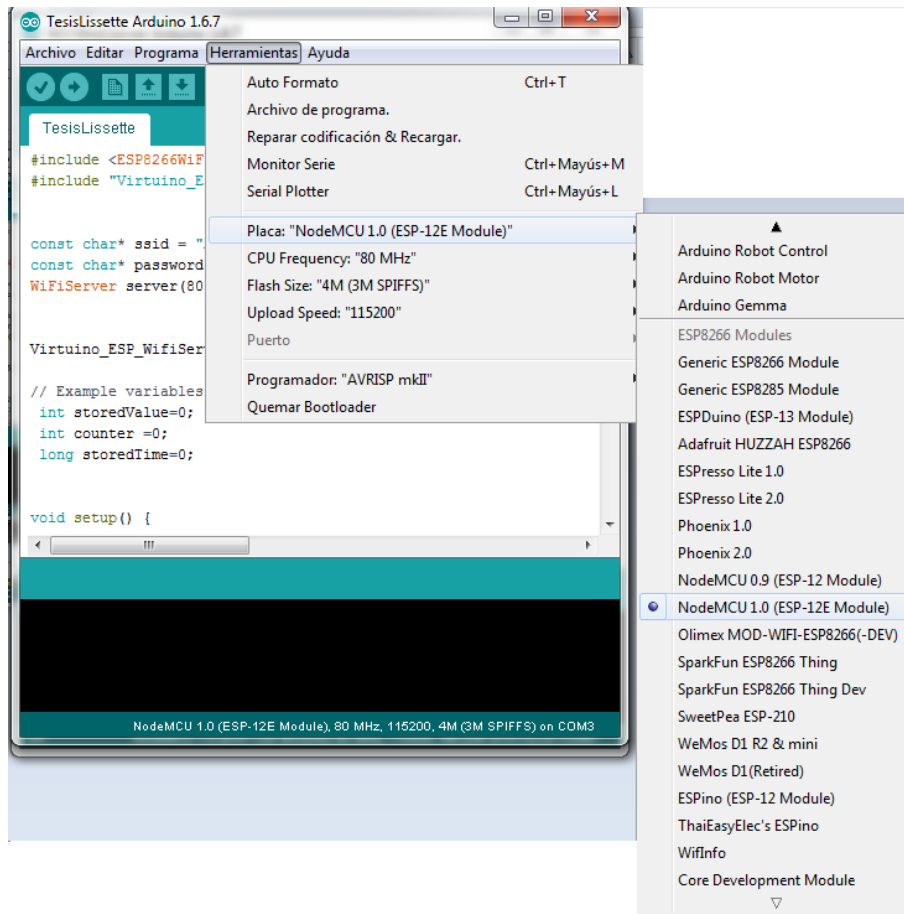 TesisLissette Arduino 1.6.7
Archivo Editar Programa Herramientas Ayuda
Auto Formato Ctrl+T
Archivo de programa.
Reparar codificación & Recargar.
Monitor Serie Ctrl+Mayús+M
Serial Plotter Ctrl+Mayús+L
Placa: "NodeMCU 1.0 (ESP-12E Module)"
CPU Frequency: "80 MHz"
Flash Size: "4M (3M SPIFFS)"
Upload Speed: "115200"
Puerto
Programador: "AVRISP mkII"
Quemar Bootloader
TesisLissette
#include <ESP8266WiF
#include "Virtuino_E
const char* ssid = "
const char* password
WiFiServer server(80
Virtuino_ESP_WifiSer
// Example variables
int storedValue=0;
int counter =0;
long storedTime=0;
void setup() {
NodeMCU 1.0 (ESP-12E Module), 80 MHz, 115200, 4M (3M SPIFFS) on COM3
Arduino Robot Control
Arduino Robot Motor
Arduino Gemma
ESP8266 Modules
Generic ESP8266 Module
Generic ESP8285 Module
ESPDuino (ESP-13 Module)
Adafruit HUZZAH ESP8266
ESPresso Lite 1.0
ESPresso Lite 2.0
Phoenix 1.0
Phoenix 2.0
NodeMCU 0.9 (ESP-12 Module)
NodeMCU 1.0 (ESP-12E Module)
Olimex MOD-WIFI-ESP8266(-DEV)
SparkFun ESP8266 Thing
SparkFun ESP8266 Thing Dev
SweetPea ESP-210
WeMos D1 R2 & mini
WeMos D1(Retired)
ESPino (ESP-12 Module)
ThaiEasyElec's ESPino
WifInfo
Core Development Module